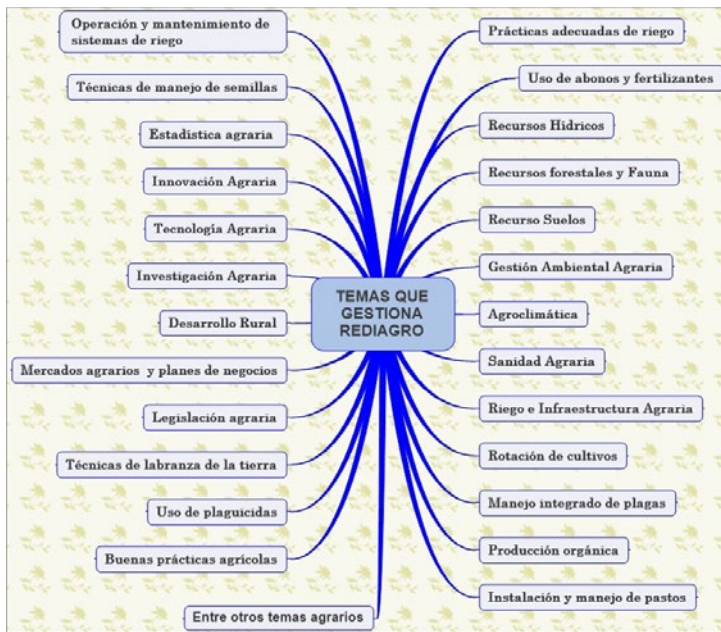 TEMAS QUE
GESTIONA
REDIAGRO
Operación y mantenimiento de
sistemas de riego
Técnicas de manejo de semillas
Estadística agraria
Innovación Agraria
Tecnología Agraria
Investigación Agraria
Desarrollo Rural
Mercados agrarios y planes de negocios
Legislación agraria
Técnicas de labranza de la tierra
Uso de plaguicidas
Buenas prácticas agrícolas
Entre otros temas agrarios
Prácticas adecuadas de riego
Uso de abonos y fertilizantes
Recursos Hídricos
Recursos forestales y Fauna
Recurso Suelos
Gestión Ambiental Agraria
Agroclimática
Sanidad Agraria
Riego e Infraestructura Agraria
Rotación de cultivos
Manejo integrado de plagas
Producción orgánica
Instalación y manejo de pastos